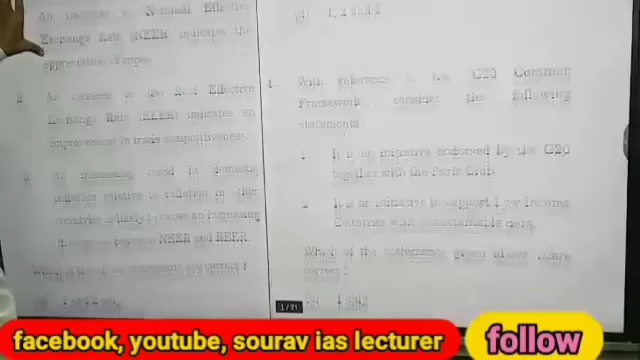 An increase in Nominal Effective
Exchange Rate (NEER) indicates the
appreciation of rupee.
2. An increase in the Real Effective
Exchange Rate (REER) indicates an
improvement in trade competitiveness.
3. An increasing trend in domestic
inflation relative to inflation in other
countries is likely to cause an increasing
divergence between NEER and REER.
Which of the above statements are correct ?
(d) 1, 2 and 3
4. With reference to the "G20 Common
Framework", consider the following
statements :
1. It is an initiative endorsed by the G20
together with the Paris Club.
2. It is an initiative to support Low Income
Countries with unsustainable debt.
Which of the statements given above is/are
correct ?
(a) 1 only
1 / 21
facebook, youtube, sourav ias lecturer
follow